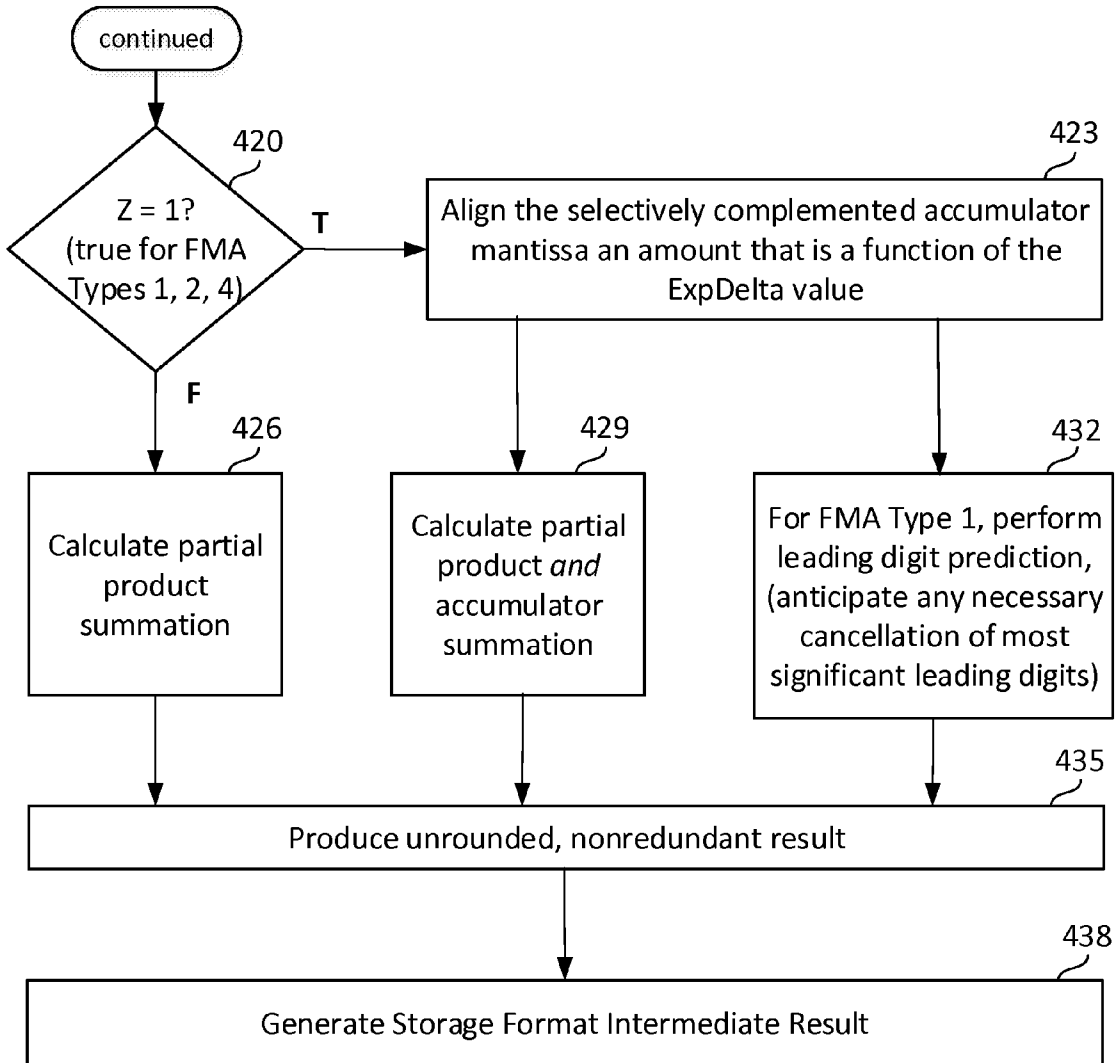 continued
420
Z = 1?
(true for FMA
Types 1, 2, 4)
T
F
423
Align the selectively complemented accumulator
mantissa an amount that is a function of the
ExpDelta value
426
Calculate partial
product
summation
429
Calculate partial
product and
accumulator
summation
432
For FMA Type 1, perform
leading digit prediction,
(anticipate any necessary
cancellation of most
significant leading digits)
435
Produce unrounded, nonredundant result
438
Generate Storage Format Intermediate Result